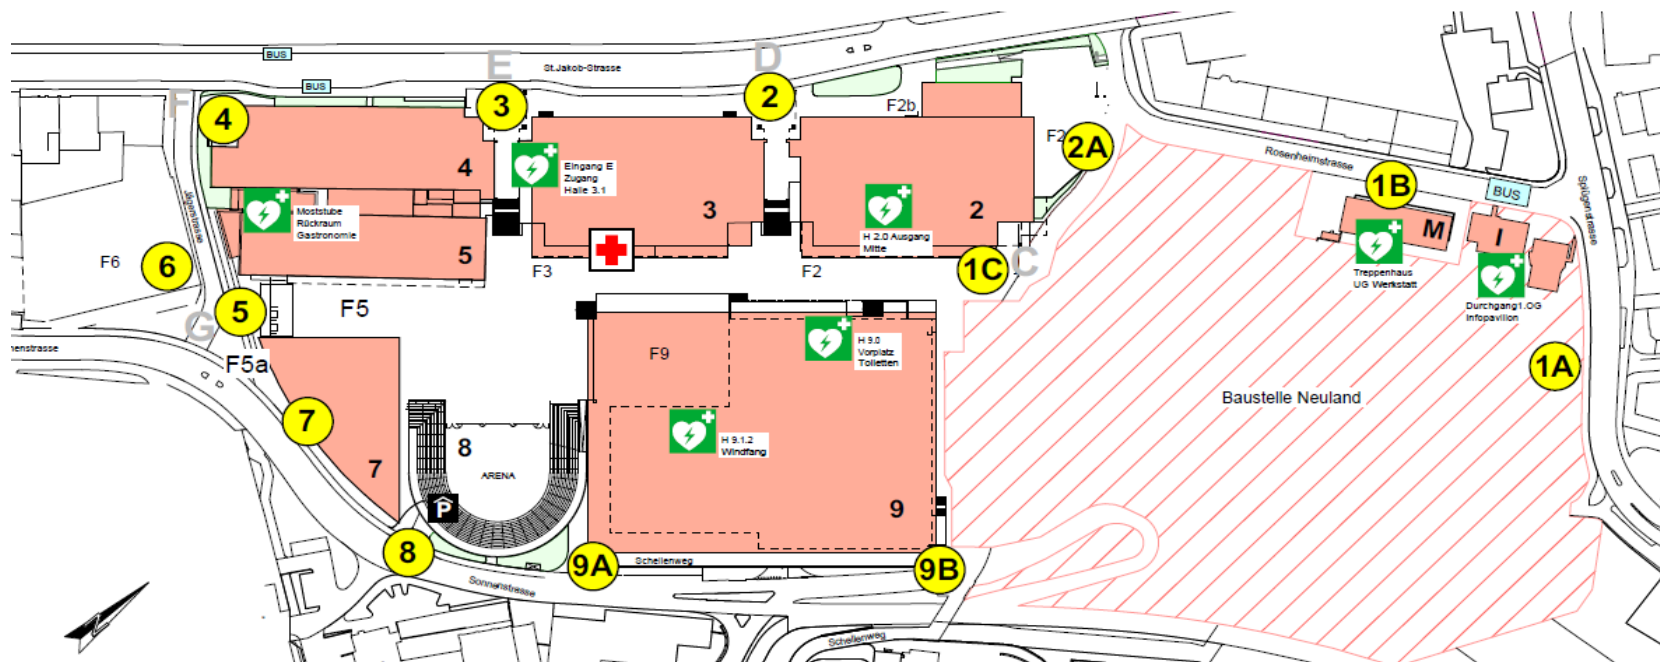 BUS
St.Jakob-Strasse
BUS
E
D
F
3
2
4
F2b
F2
2A
Rosenheimstrasse
1B
BUS
Splügenstrasse
4
Eingang E
Zugang
Halle 3.1
3
2
Moststube
Rückraum
Gastronomie
Jägerstrasse
H 2.0 Ausgang
Mitte
M
I
5
F6
6
F3
F2
1C
C
Treppenhaus
UG Werkstatt
Durchgang1.OG
Infopavillon
5
F5
G
nenstrasse
F5a
F9
H 9.0
Vorplatz
Toiletten
1A
Baustelle Neuland
7
7
8
ARENA
H 9.1.2
Windfang
P
9
8
9A
Schellenweg
9B
Sonnenstrasse
Schellenweg